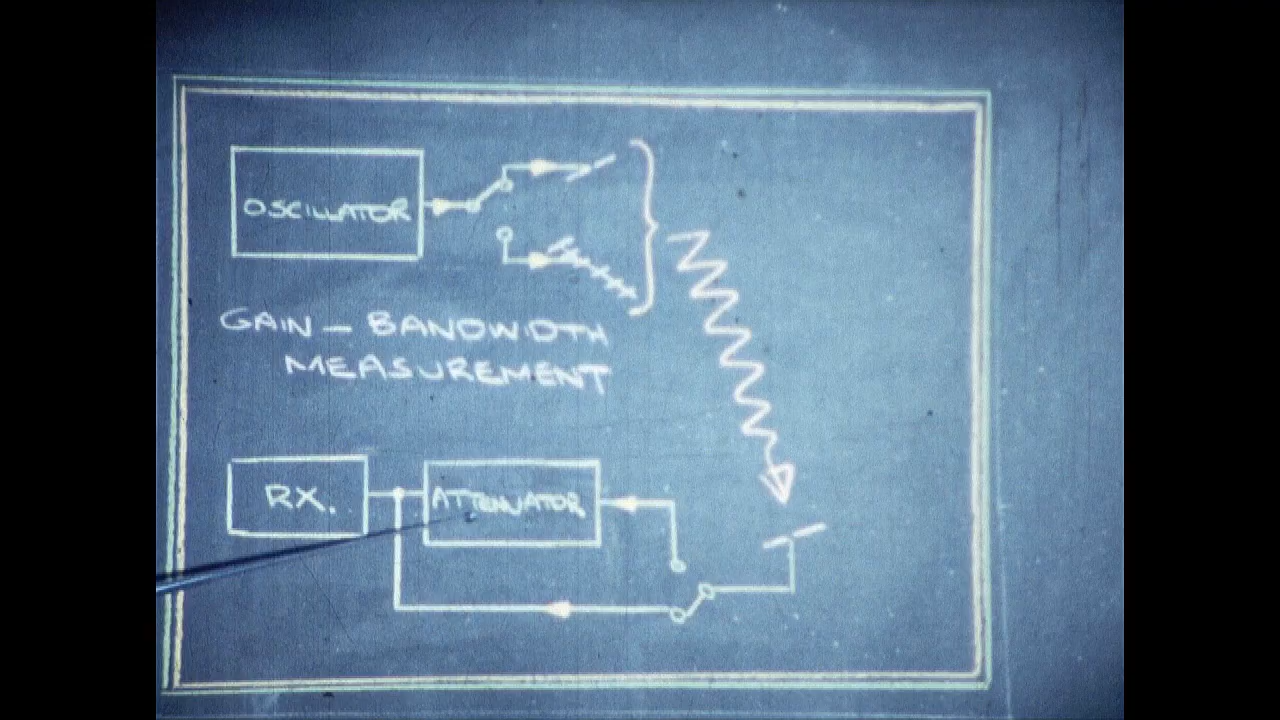 OSCILLATOR
GAIN – BANDWIDTH
MEASUREMENT
RX.
ATTENUATOR